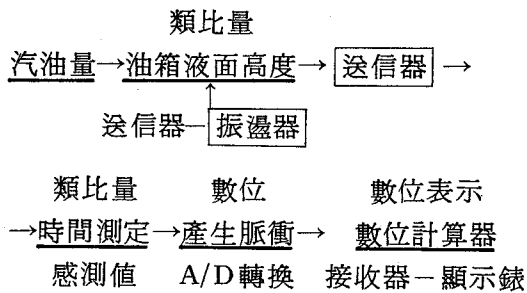 類比量
汽油量→油箱液面高度→送信器→
送信器－振盪器
類比量 數位 數位表示
→時間測定→產生脈衝→數位計算器
感測值 A/D轉換 接收器－顯示錶